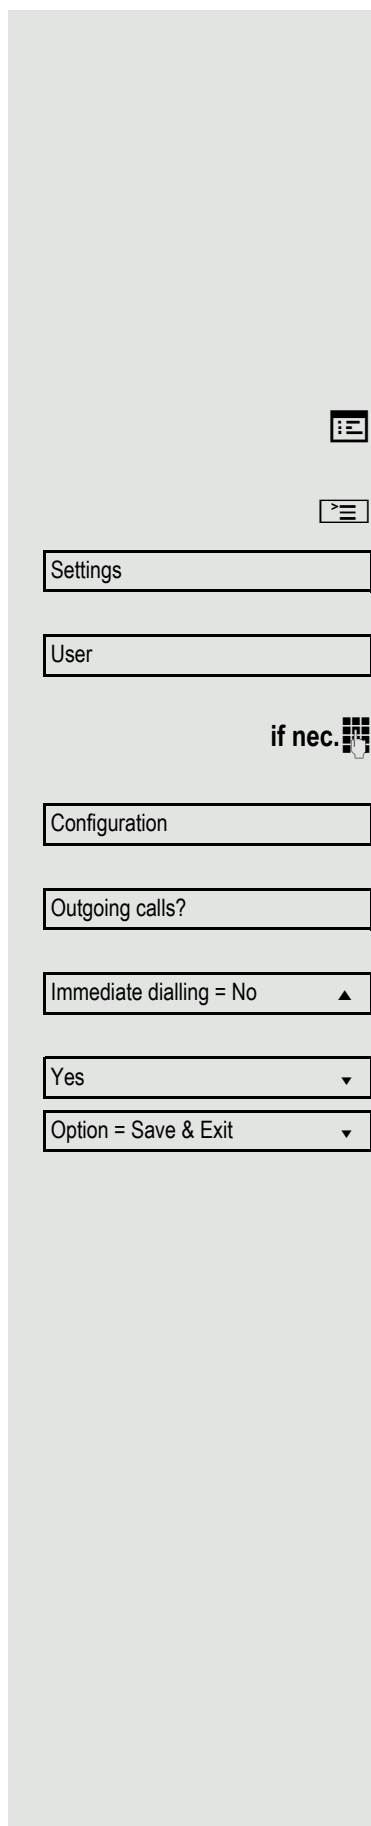 Settings
User
if nec.
Configuration
Outgoing calls?
Immediate dialling = No
Yes
Option = Save & Exit